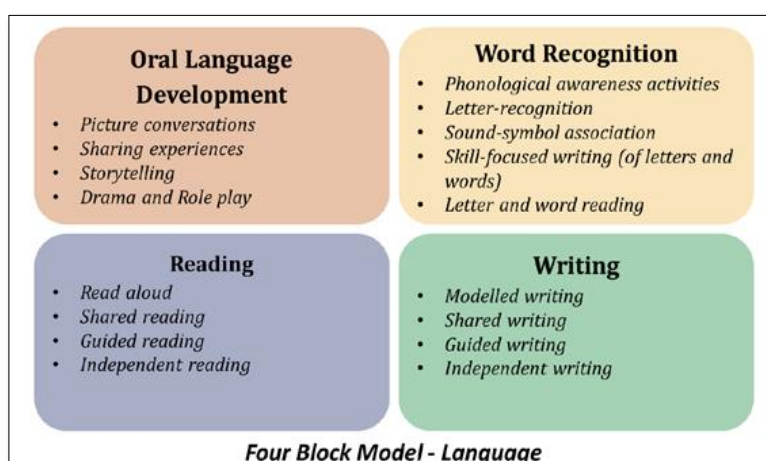 Oral Language
Development
• Picture conversations
• Sharing experiences
• Storytelling
• Drama and Role play
Word Recognition
• Phonological awareness activities
• Letter-recognition
• Sound-symbol association
• Skill-focused writing (of letters and
words)
• Letter and word reading
Reading
• Read aloud
• Shared reading
• Guided reading
• Independent reading
Writing
• Modelled writing
• Shared writing
• Guided writing
• Independent writing
Four Block Model - Language